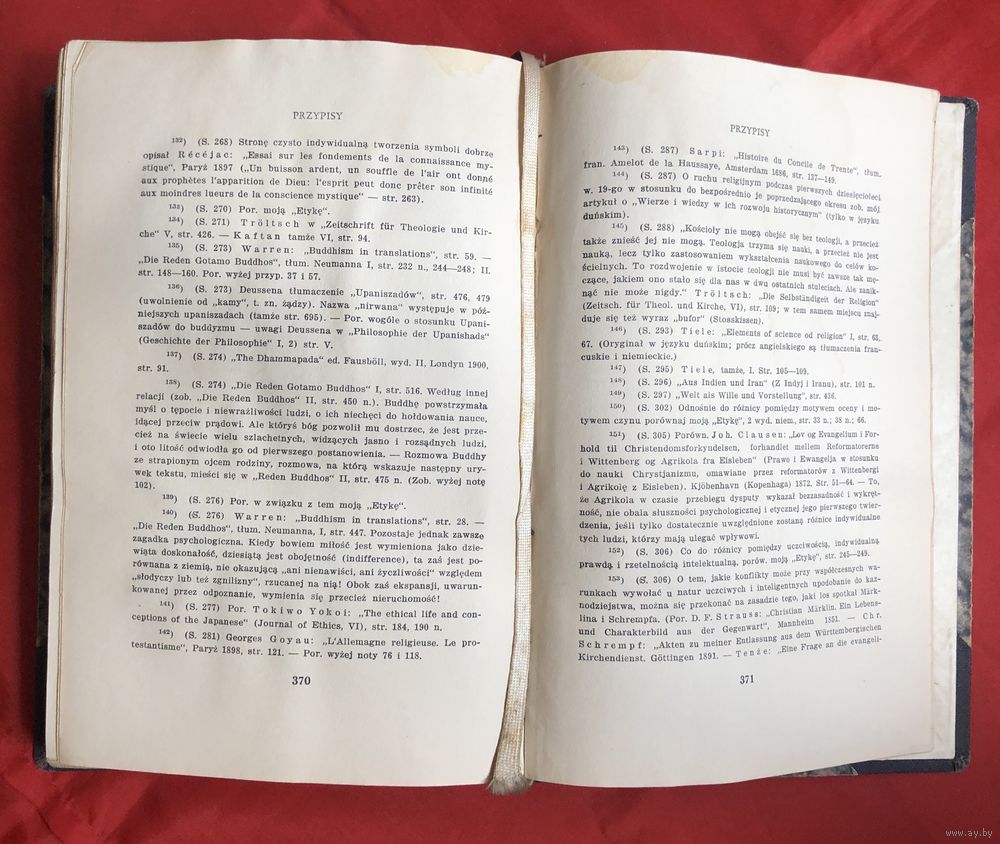 PRZYPISY
132) (S. 268) Stronę czysto indywidualną tworzenia symboli dobrze
opisał Récéjac: „Essai sur les fondements de la connaissance my-
stique“, Paryż 1897 („Un buisson ardent, un souffle de l'air ont donné
aux prophètes l'apparition de Dieu: l'esprit peut donc prêter son infinité
aux moindres lueurs de la conscience mystique“ — str. 263).
133) (S. 270) Por. moją „Etykę“.
134) (S. 271) Tröltsch w „Zeitschrift für Theologie und Kir-
che“ V, str. 426. — Kaftan tamże VI, str. 94.
135) (S. 273) Warren: „Buddhism in translations“, str. 59. —
„Die Reden Gotamo Buddhos“, tłum. Neumanna I, str. 232 n., 244—248; II.
str. 148—160. Por. wyżej przyp. 37 i 57.
136) (S. 273) Deussena tłumaczenie „Upaniszadów“, str. 476, 479
(uwolnienie od „kamy“, t. zn. żądzy). Nazwa „nirwana“ występuje w póź-
niejszych upaniszadach (tamże str. 695). — Por. wogóle o stosunku Upani-
szadów do buddyzmu — uwagi Deussena w „Philosophie der Upanishads“
(Geschichte der Philosophie“ I, 2) str. V.
137) (S. 274) „The Dhammapada“ ed. Fausböll, wyd. II, Londyn 1900,
str. 91.
138) (S. 274) „Die Reden Gotamo Buddhos“ I, str. 516. Według innej
relacji (zob. „Die Reden Buddhos“ II, str. 450 n.). Buddhę powstrzymała
myśl o tępocie i niewrażliwości ludzi, o ich niechęci do hołdowania nauce,
idącej przeciw prądowi. Ale któryś bóg pozwolił mu dostrzec, że jest prze-
cież na świecie wielu szlachetnych, widzących jasno i rozsądnych ludzi,
i oto litość odwiodła go od pierwszego postanowienia. — Rozmowa Buddhy
ze strapionym ojcem rodziny, rozmowa, na którą wskazuje następny ury-
wek tekstu, mieści się w „Reden Buddhos“ II, str. 475 n. (Zob. wyżej notę
102).
139) (S. 276) Por. w związku z tem moją „Etykę“.
140) (S. 276) Warren: „Buddhism in translations“, str. 28. —
„Die Reden Buddhos“, tłum. Neumanna, I, str. 447. Pozostaje jednak zawsze
zagadka psychologiczna. Kiedy bowiem miłość jest wymieniona jako dzie-
wiąta doskonałość, dziesiątą jest obojętność (indifference), ta zaś jest po-
równana z ziemią, nie okazującą „ani nienawiści, ani życzliwości“ względem
„słodyczy lub też zgnilizny“, rzucanej na nią! Obok zaś ekspansji, uwarun-
kowanej przez odpoznanie, wymienia się przecież nieruchomość!
141) (S. 277) Por. Tokiwo Yokoi: „The ethical life and con-
ceptions of the Japanese“ (Journal of Ethics, VI), str. 184, 190 n.
142) (S. 281) Georges Goyau: „L'Allemagne religieuse. Le pro-
testantisme“, Paryż 1898, str. 121. — Por. wyżej noty 76 i 118.
370
PRZYPISY
143) (S. 287) Sarpi: „Histoire du Concile de Trente“, tłum.
fran. Amelot de la Haussaye, Amsterdam 1686, str. 137—149.
144) (S. 287) O ruchu religijnym podczas pierwszych dziesięcioleci
w. 19-go w stosunku do bezpośrednio je poprzedzającego okresu zob. mój
artykuł o „Wierze i wiedzy w ich rozwoju historycznym“ (tylko w języku
duńskim).
145) (S. 288) „Kościoły nie mogą obejść się bez teologji, a przecież
także znieść jej nie mogą. Teologja trzyma się nauki, a przecież nie jest
nauką, lecz tylko zastosowaniem wykształcenia naukowego do celów ko-
ścielnych. To rozdwojenie w istocie teologji nie musi być zawsze tak mę-
czące, jakiem ono stało się dla nas w dwu ostatnich stuleciach. Ale zanik-
nąć nie może nigdy.“ Tröltsch: „Die Selbständigeit der Religion“
(Zeitsch. für Theol. und Kirche, VI), str. 109; w tem samem miejscu znaj-
duje się też wyraz „bufor“ (Stosskissen).
146) (S. 293) Tiele: „Elements of science od religion“ I, str. 63,
67. (Oryginał w języku duńskim; prócz angielskiego są tłumaczenia fran-
cuskie i niemieckie.)
147) (S. 295) Tiele, tamże, I. Str. 105—109.
148) (S. 296) „Aus Indien und Iran“ (Z Indyj i Iranu), str. 101 n.
149) (S. 297) „Welt als Wille und Vorstellung“, str. 436.
150) (S. 302) Odnośnie do różnicy pomiędzy motywem oceny i mo-
tywem czynu porównaj moją „Etykę“, 2 wyd. niem, str. 33 n.; 38 n.; 66.
151) (S. 305) Porówn. Joh. Clausen: „Lov og Evangelium i For-
hold til Christendomsforkyndelsen, forhandlet mellem Reformatorerne
i Wittenberg og Agrikola fra Eisleben“ (Prawo i Ewangelja w stosunku
do nauki Chrystjanizmu, omawiane przez reformatorów z Wittenbergi
i Agrikolę z Eisleben). Kjöbenhavn (Kopenhaga) 1872. Str. 51—64. — To,
że Agrikola w czasie przebiegu dysputy wykazał bezzasadność i wykręt-
ność, nie obala słuszności psychologicznej i etycznej jego pierwszej twier-
dzenia, jeśli tylko dostatecznie uwzględnione zostaną różnice indywidualne
tych ludzi, którzy mają ulegać wpływowi.
152) (S. 306) Co do różnicy pomiędzy uczciwością, indywidualną
prawdą i rzetelnością intelektualną, porów. moją „Etykę“, str. 245—249.
153) (S. 306) O tem, jakie konflikty może przy współczesnych wa-
runkach wywołać u natur uczciwych i inteligentnych upodobanie do kaz-
nodziejstwa, można się przekonać na zasadzie tego, jaki los spotkał Märk-
lina i Schrempfa. (Por. D. F. Strauss: „Christian Märklin. Ein Lebens-
und Charakterbild aus der Gegenwart“, Mannheim 1851. — Chr.
Schrempf: „Akten zu meiner Entlassung aus dem Württembergischen
Kirchendienst. Göttingen 1891. — Tenże: „Eine Frage an die evangeli-
371
www.ay.by